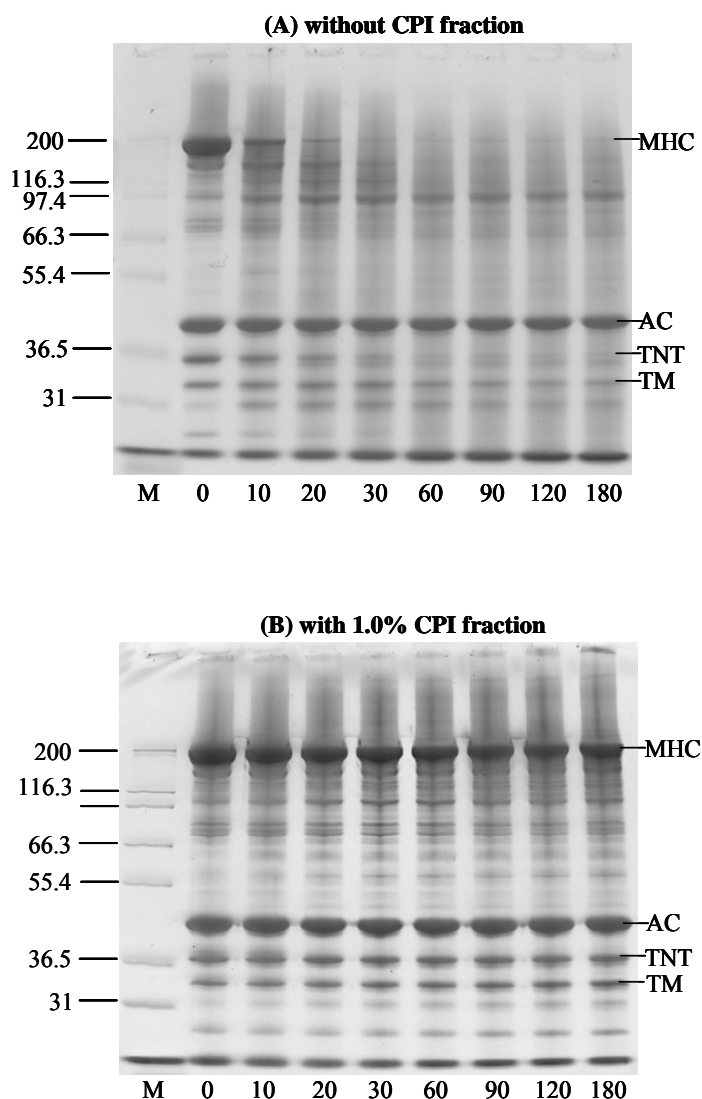 (A) without CPI fraction
200
MHC
116.3
97.4
66.3
55.4
AC
36.5
TNT
TM
31
M 0 10 20 30 60 90 120 180
(B) with 1.0% CPI fraction
200
MHC
116.3
66.3
55.4
AC
36.5
TNT
TM
31
M 0 10 20 30 60 90 120 180